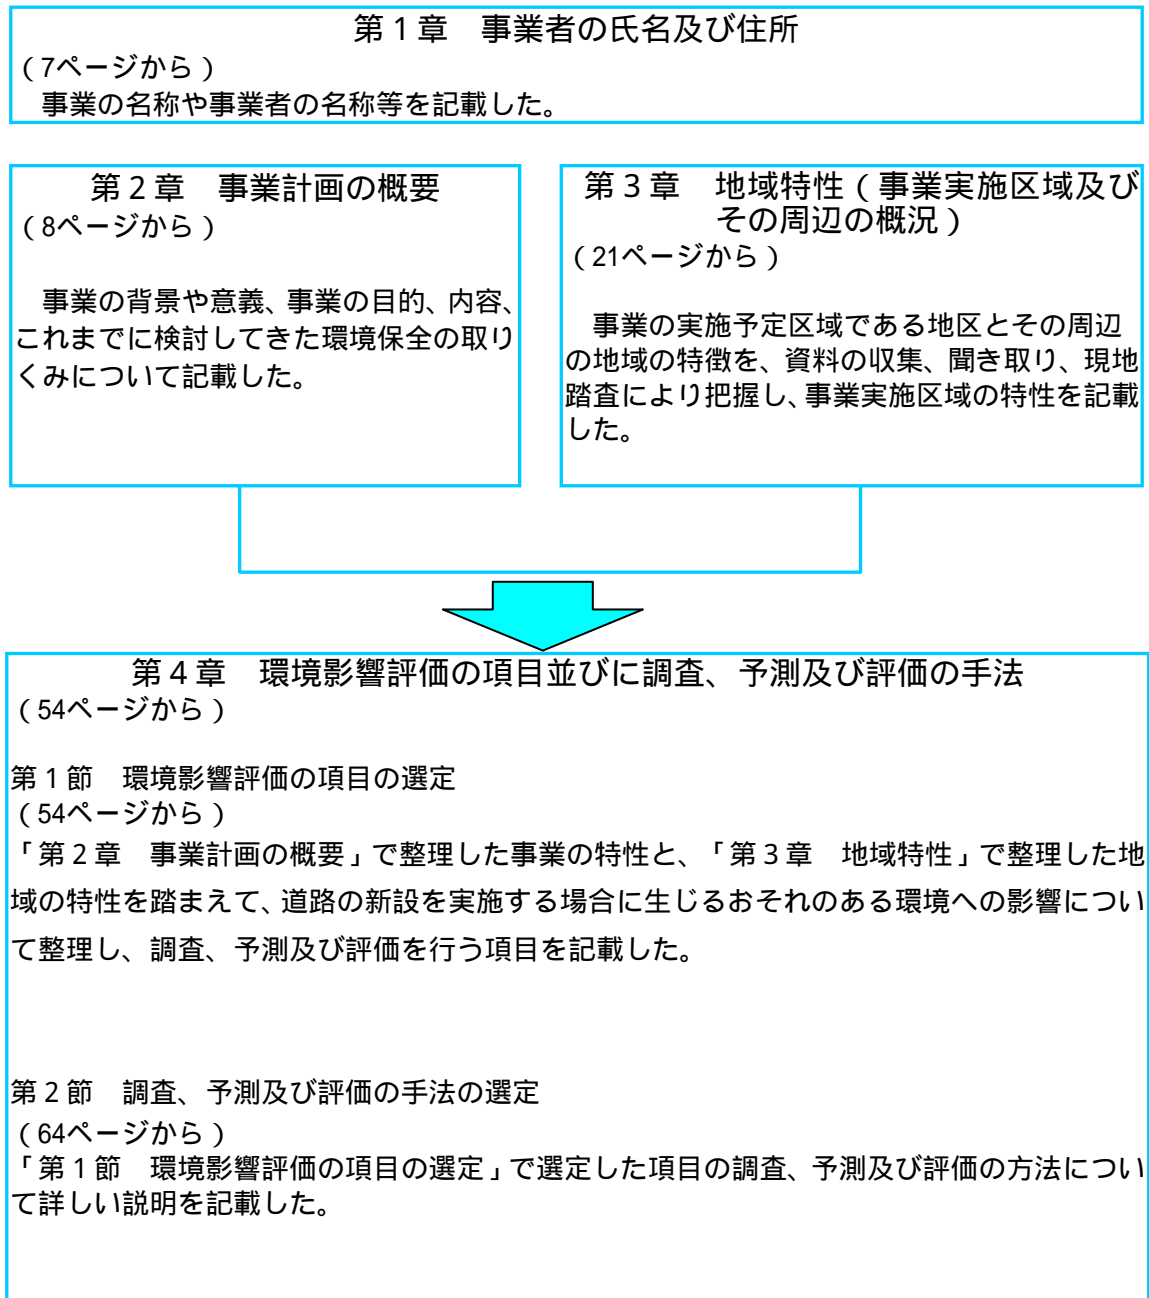 第１章　事業者の氏名及び住所
（7ページから）
　事業の名称や事業者の名称等を記載した。
第２章　事業計画の概要
（8ページから）
　事業の背景や意義、事業の目的、内容、
これまでに検討してきた環境保全の取り
くみについて記載した。
第３章　地域特性（事業実施区域及び
その周辺の概況）
（21ページから）
　事業の実施予定区域である地区とその周辺
の地域の特徴を、資料の収集、聞き取り、現地
踏査により把握し、事業実施区域の特性を記載
した。
第４章　環境影響評価の項目並びに調査、予測及び評価の手法
（54ページから）
第１節　環境影響評価の項目の選定
（54ページから）
「第２章　事業計画の概要」で整理した事業の特性と、「第３章　地域特性」で整理した地
域の特性を踏まえて、道路の新設を実施する場合に生じるおそれのある環境への影響につい
て整理し、調査、予測及び評価を行う項目を記載した。
第２節　調査、予測及び評価の手法の選定
（64ページから）
「第１節　環境影響評価の項目の選定」で選定した項目の調査、予測及び評価の方法につい
て詳しい説明を記載した。